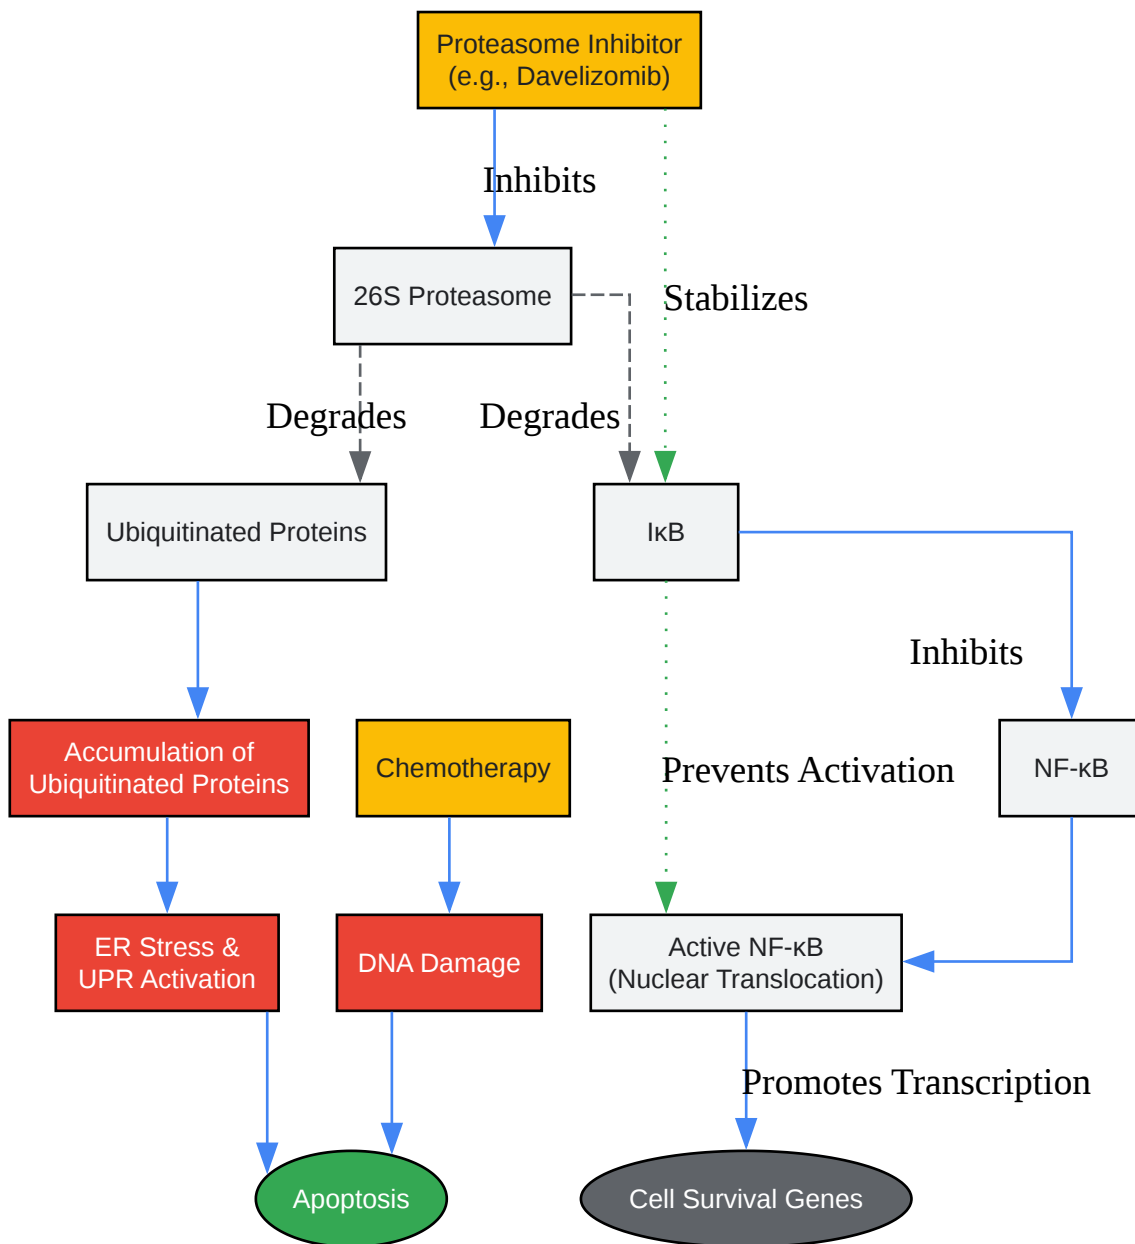 Proteasome Inhibitor
(e.g., Davelizomib)
Inhibits
26S Proteasome
Stabilizes
Degrades
Degrades
Ubiquitinated Proteins
IκB
Inhibits
Accumulation of
Ubiquitinated Proteins
Chemotherapy
Prevents Activation
NF-κB
ER Stress &
UPR Activation
DNA Damage
Active NF-κB
(Nuclear Translocation)
Promotes Transcription
Apoptosis
Cell Survival Genes